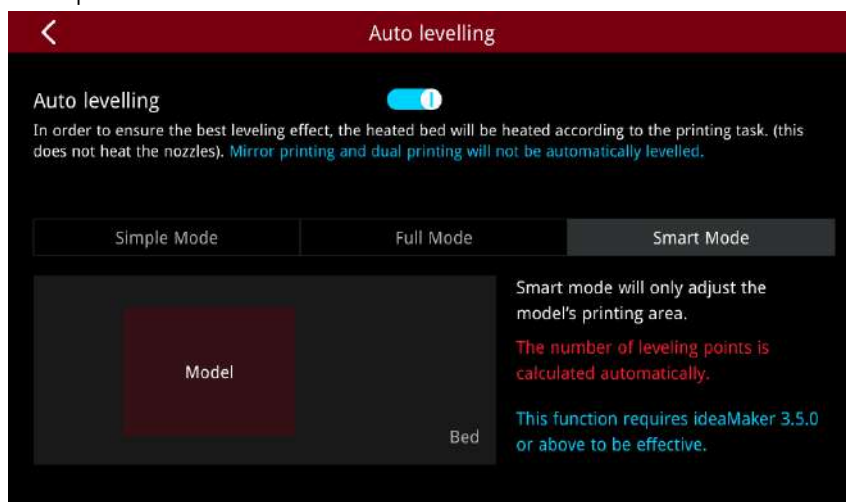 Auto levelling
Auto levelling
In order to ensure the best leveling effect, the heated bed will be heated according to the printing task. (this
does not heat the nozzles). Mirror printing and dual printing will not be automatically levelled.
Simple Mode
Full Mode
Smart Mode
Model
Bed
Smart mode will only adjust the
model's printing area.
The number of leveling points is
calculated automatically.
This function requires ideaMaker 3.5.0
or above to be effective.